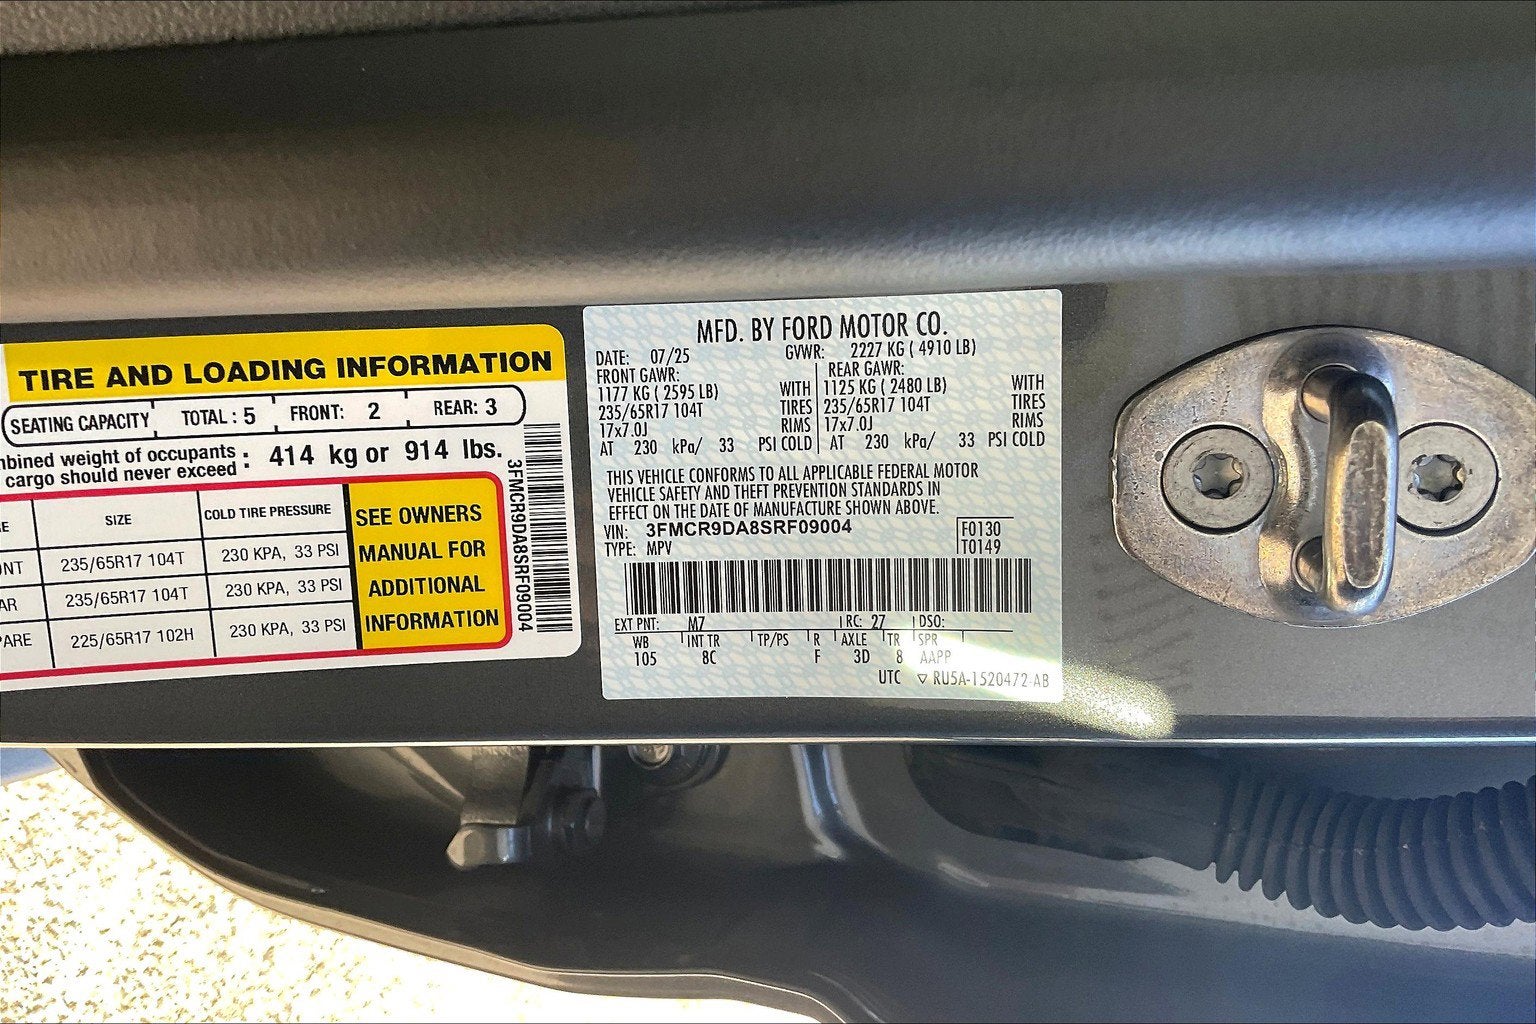 TIRE AND LOADING INFORMATION
SEATING CAPACITY TOTAL : 5 FRONT: 2 REAR: 3
of occupants
cargo should never exceed : 414 kg or 914 lbs.
SIZE COLD TIRE PRESSURE
235/65R17 104T 230 KPA, 33 PSI
235/65R17 104T 230 KPA, 33 PSI
225/65R17 102H 230 KPA, 33 PSI
SEE OWNERS
MANUAL FOR
ADDITIONAL
INFORMATION
3FMCR9DA8SRF09004
MFD. BY FORD MOTOR CO.
DATE: 07/25 GVWR: 2227 KG ( 4910 LB)
FRONT GAWR: REAR GAWR:
1177 KG ( 2595 LB) WITH 1125 KG ( 2480 LB) WITH
235/65R17 104T TIRES 235/65R17 104T TIRES
17x7.0J RIMS 17x7.0J RIMS
AT 230 kPa/ 33 PSI COLD AT 230 kPa/ 33 PSI COLD
THIS VEHICLE CONFORMS TO ALL APPLICABLE FEDERAL MOTOR
VEHICLE SAFETY AND THEFT PREVENTION STANDARDS IN
EFFECT ON THE DATE OF MANUFACTURE SHOWN ABOVE.
VIN: 3FMCR9DA8SRF09004 F0130
TYPE: MPV T0149
EXT PNT: M7 RC: 27 DSO:
WB INT TR TP/PS R AXLE TR SPR
105 8C F 3D 8 AAPP
UTC ▽ RU5A-1520472-AB